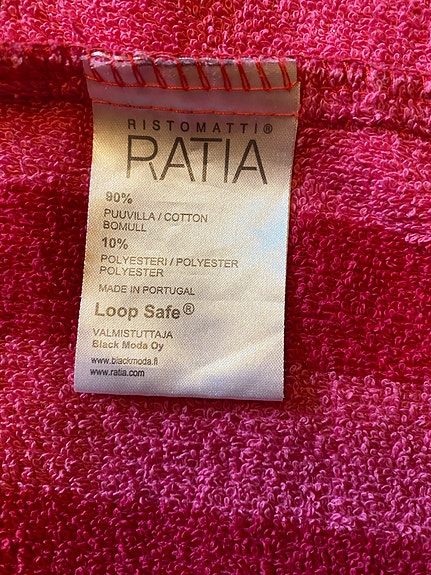 RISTOMATTI®
RATIA
90%
PUUVILLA / COTTON
BOMULL
10%
POLYESTERI / POLYESTER
POLYESTER
MADE IN PORTUGAL
Loop Safe®
VALMISTUTTAJA
Black Moda Oy
www.blackmoda.fi
www.ratia.com